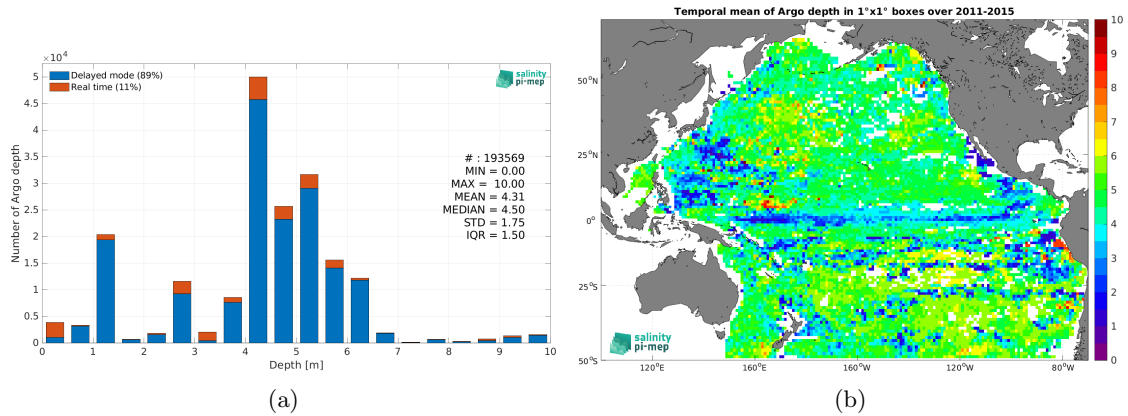 ×10^4
5
4.5
4
3.5
3
2.5
2
1.5
1
0.5
0
Number of Argo depth
Delayed mode (89%)
Real time (11%)
salinity
pi-mep
# : 193569
MIN = 0.00
MAX = 10.00
MEAN = 4.31
MEDIAN = 4.50
STD = 1.75
IQR = 1.50
0 1 2 3 4 5 6 7 8 9 10
Depth [m]
(a)
Temporal mean of Argo depth in 1°x1° boxes over 2011-2015
50°N
25°N
0°
25°S
50°S
salinity
pi-mep
120°E 160°E 160°W 120°W 80°W
10
9
8
7
6
5
4
3
2
1
0
(b)